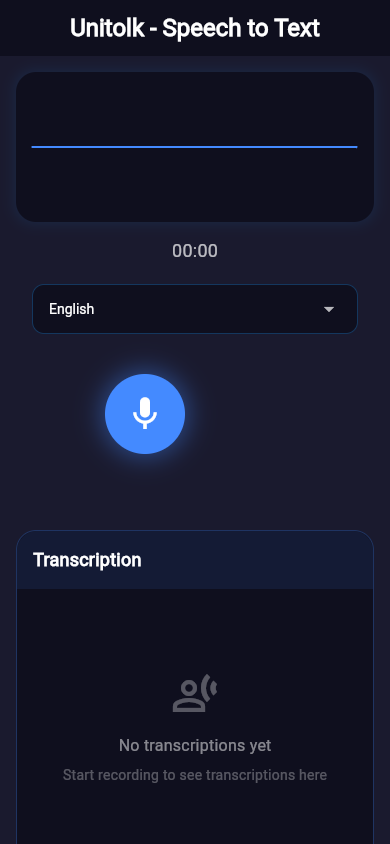 Unitolk - Speech to Text
00:00
English
Transcription
No transcriptions yet
Start recording to see transcriptions here